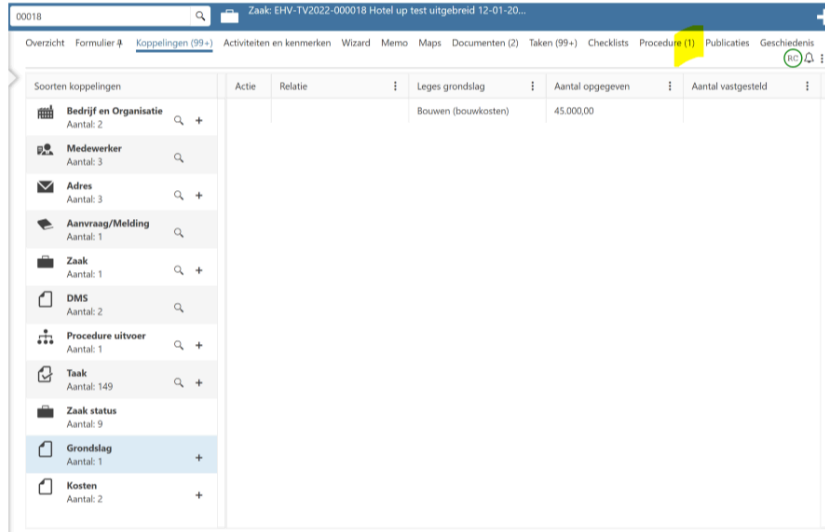 00018
Zaak: EHV-TV2022-000018 Hotel up test uitgebreid 12-01-20...
Overzicht Formulier Koppelingen (99+) Activiteiten en kenmerken Wizard Memo Maps Documenten (2) Taken (99+) Checklists Procedure (1) Publicaties Geschiedenis
RC
Soorten koppelingen Actie Relatie Leges grondslag Aantal opgegeven Aantal vastgesteld
Bedrijf en Organisatie
Aantal: 2
Bouwen (bouwkosten) 45.000,00
Medewerker
Aantal: 3
Adres
Aantal: 3
Aanvraag/Melding
Aantal: 1
Zaak
Aantal: 1
DMS
Aantal: 2
Procedure uitvoer
Aantal: 1
Taak
Aantal: 149
Zaak status
Aantal: 9
Grondslag
Aantal: 1
Kosten
Aantal: 2